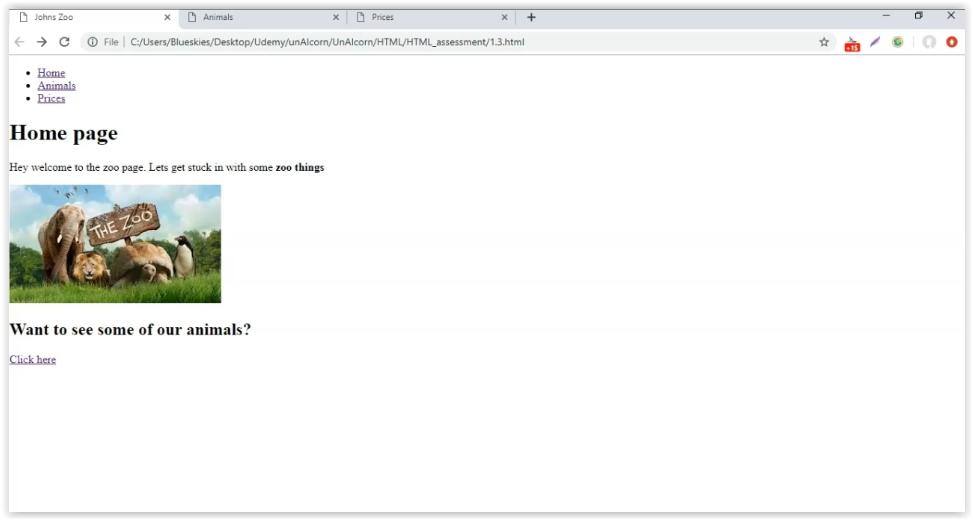 Johns Zoo
Animals
Prices
File
C:/Users/Blueskies/Desktop/Udemy/unAIcorn/UnAIcorn/HTML/HTML_assessment/1.3.html
+15
Home
Animals
Prices
Home page
Hey welcome to the zoo page. Lets get stuck in with some zoo things
THE ZOO
Want to see some of our animals?
Click here